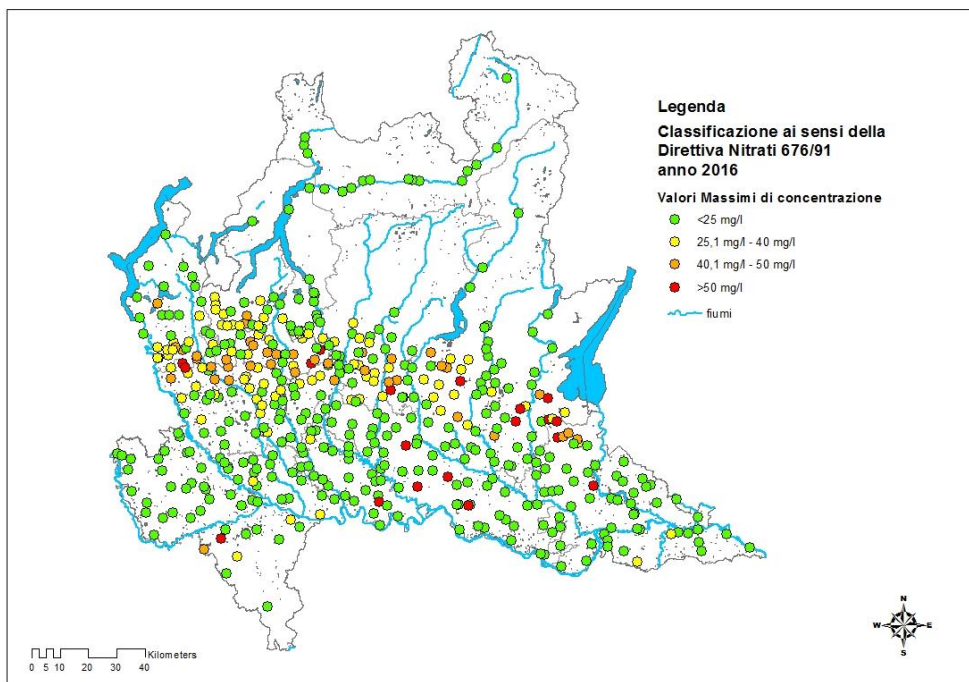 Legenda
Classificazione ai sensi della
Direttiva Nitrati 676/91
anno 2016
Valori Massimi di concentrazione
<25 mg/l
25,1 mg/l - 40 mg/l
40,1 mg/l - 50 mg/l
>50 mg/l
fiumi
N
W E
S
Kilometers
0 5 10 20 30 40